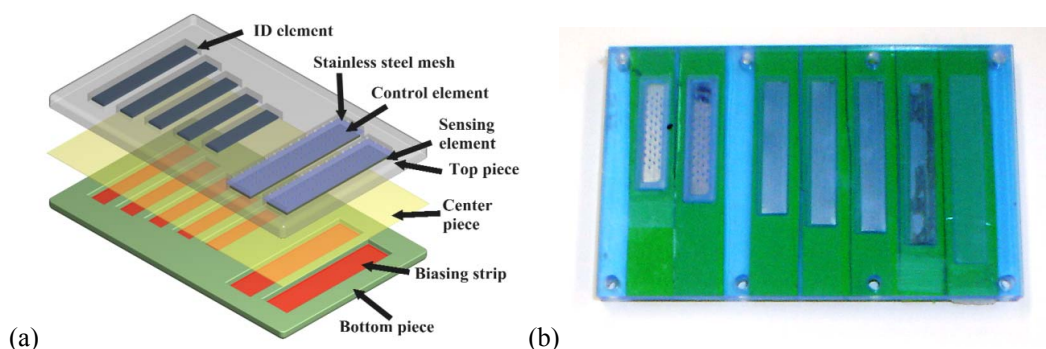 ID element
Stainless steel mesh
Control element
Sensing
element
Top piece
Center
piece
Biasing strip
Bottom piece
(a)
(b)